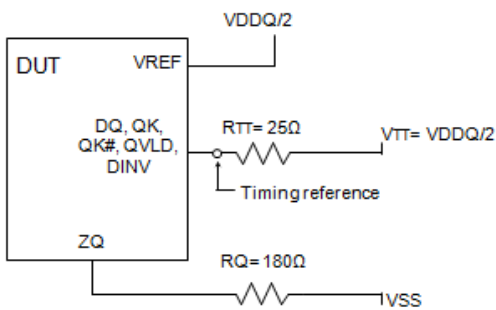 VDDQ/2
DUT
VREF
DQ, QK,
QK#, QVLD,
DINV
RTT= 25Ω
VTT= VDDQ/2
Timing reference
ZQ
RQ= 180Ω
VSS